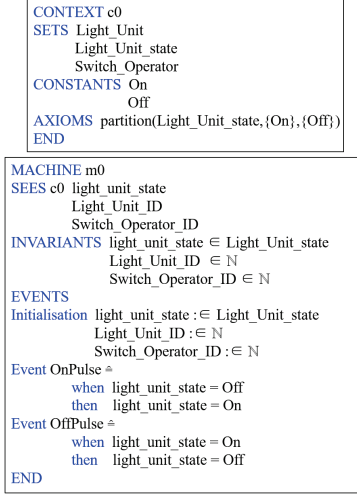 CONTEXT c0
SETS Light_Unit
Light_Unit_state
Switch_Operator
CONSTANTS On
Off
AXIOMS partition(Light_Unit_state,{On},{Off})
END
MACHINE m0
SEES c0 light_unit_state
Light_Unit_ID
Switch_Operator_ID
INVARIANTS light_unit_state ∈ Light_Unit_state
Light_Unit_ID ∈ ℕ
Switch_Operator_ID ∈ ℕ
EVENTS
Initialisation light_unit_state :∈ Light_Unit_state
Light_Unit_ID :∈ ℕ
Switch_Operator_ID :∈ ℕ
Event OnPulse ≙
when light_unit_state = Off
then light_unit_state = On
Event OffPulse ≙
when light_unit_state = On
then light_unit_state = Off
END